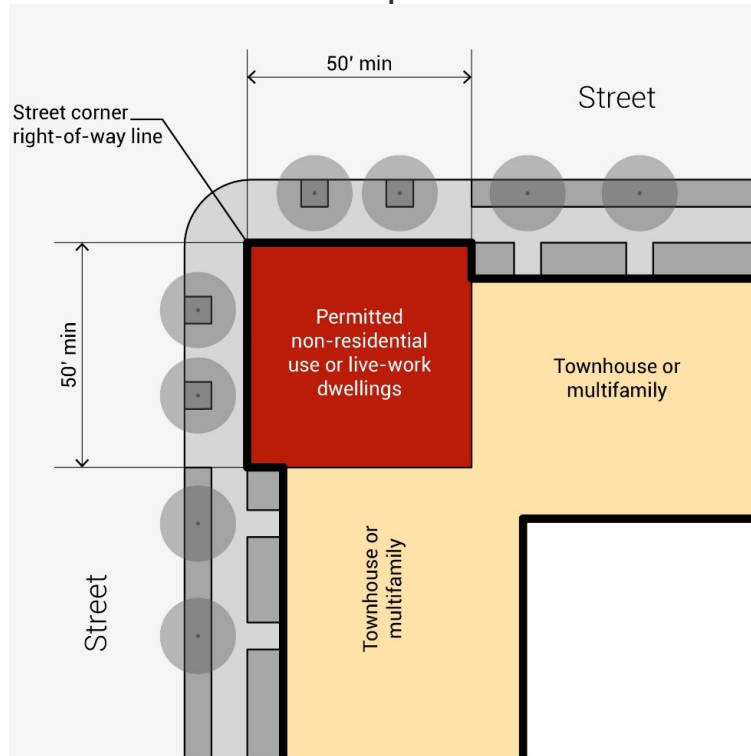 50' min
Street
Street corner
right-of-way line
50' min
Permitted
non-residential
use or live-work
dwellings
Townhouse or
multifamily
Townhouse or
multifamily
Street